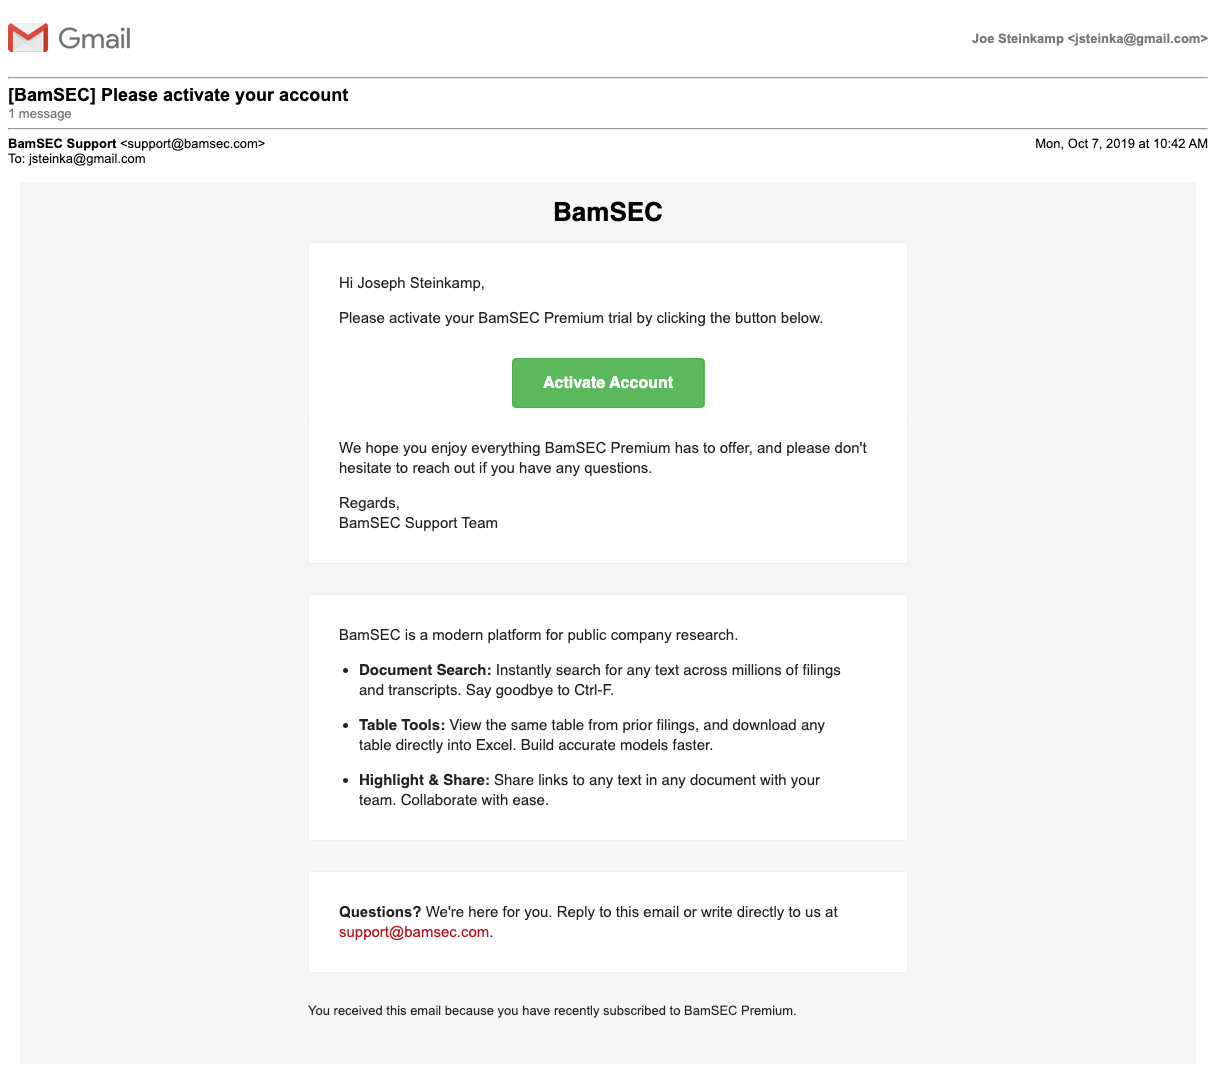 Gmail
Joe Steinkamp <jsteinka@gmail.com>
[BamSEC] Please activate your account
1 message
BamSEC Support <support@bamsec.com>
Mon, Oct 7, 2019 at 10:42 AM
To: jsteinka@gmail.com
BamSEC
Hi Joseph Steinkamp,
Please activate your BamSEC Premium trial by clicking the button below.
Activate Account
We hope you enjoy everything BamSEC Premium has to offer, and please don't
hesitate to reach out if you have any questions.
Regards,
BamSEC Support Team
BamSEC is a modern platform for public company research.
• Document Search: Instantly search for any text across millions of filings
and transcripts. Say goodbye to Ctrl-F.
• Table Tools: View the same table from prior filings, and download any
table directly into Excel. Build accurate models faster.
• Highlight & Share: Share links to any text in any document with your
team. Collaborate with ease.
Questions? We're here for you. Reply to this email or write directly to us at
support@bamsec.com.
You received this email because you have recently subscribed to BamSEC Premium.